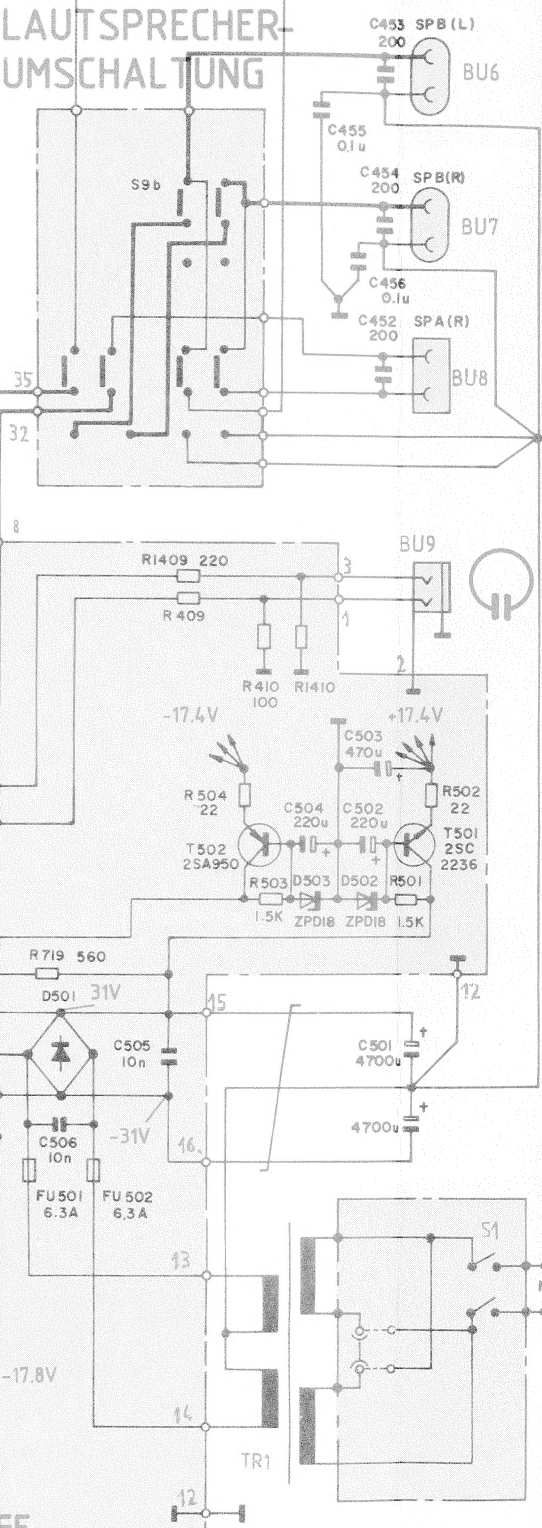 LAUTSPRECHER-
UMSCHALTUNG
C453 SPB (L)
200
BU6
C455
0,1u
S9b
C454 SPB(R)
200
BU7
C456
0.1u
C452 SPA(R)
200
BU8
35
32
8
BU9
R1409 220
3
R409
1
R410 R1410
100
2
-17.4V
+17.4V
C503
470u
+
R504
22
R502
22
C504 C502
220u 220u
+ +
T502
2SA950
T501
2SC
2236
R503 D503 D502 R501
1.5K ZPD18 ZPD18 1.5K
R719 560
12
D501 31V
15
C505
10n
C501 +
4700u
-31V
C506
10n
+
4700u
16
FU501 FU502
6.3A 6,3A
S1
13
-17.8V
14
TR1
12